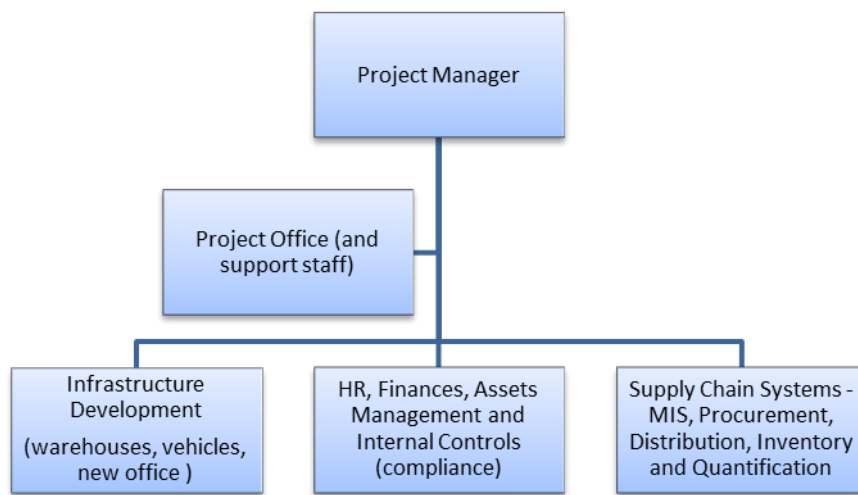 Project Manager
Project Office (and
support staff)
Infrastructure
Development
(warehouses, vehicles,
new office )
HR, Finances, Assets
Management and
Internal Controls
(compliance)
Supply Chain Systems -
MIS, Procurement,
Distribution, Inventory
and Quantification